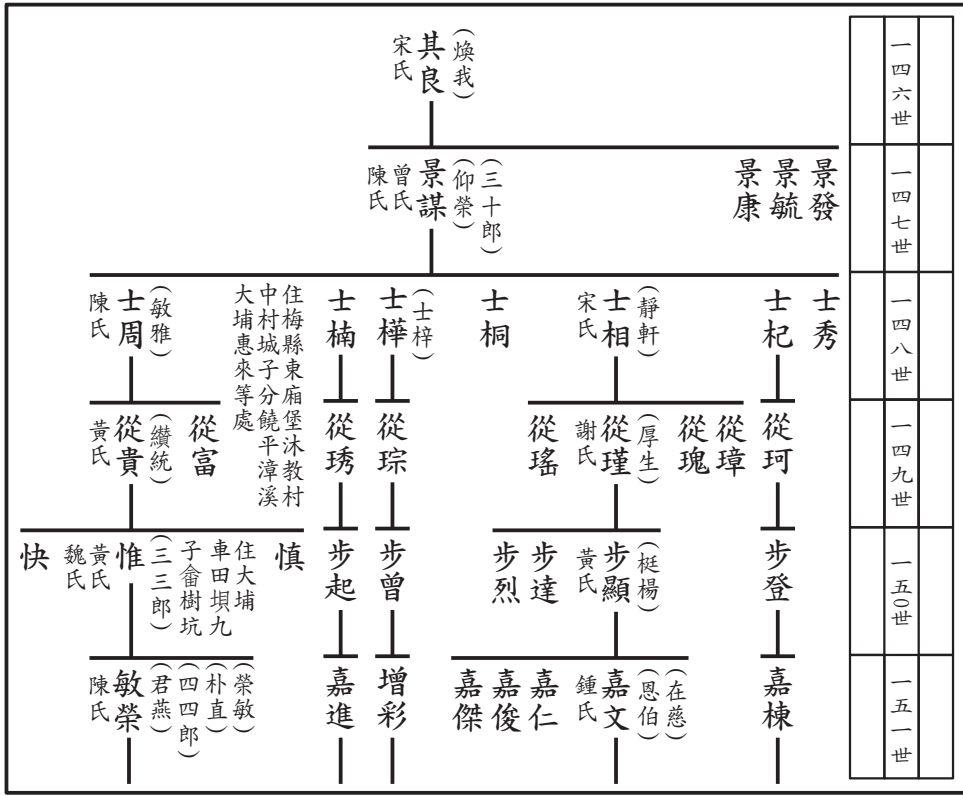 一四六世
(煥我)
其良
宋氏
一四七世
景發
景毓
景康
(三十郎)
(仰榮)
景謀
曾氏
陳氏
一四八世
士秀
士杞
(靜軒)
士相
宋氏
士桐
(士梓)
士樺
士楠
住梅縣東廂堡沐教村
中村城子分饒平漳溪
大埔惠來等處
(敏雅)
士周
陳氏
一四九世
從珂
從璋
從瑰
(厚生)
從瑾
謝氏
從瑤
從琮
從琇
從富
(纘統)
從貴
黃氏
一五〇世
步登
(梃楊)
步顯
黃氏
步達
步烈
步曾
步起
慎
住大埔
車田垻九
子畬樹坑
(三三郎)
惟
黃氏
魏氏
快
一五一世
嘉棟
(在慈)
(恩伯)
嘉文
鍾氏
嘉仁
嘉俊
嘉傑
增彩
嘉進
(榮敏)
(朴直)
(四四郎)
(君燕)
敏榮
陳氏